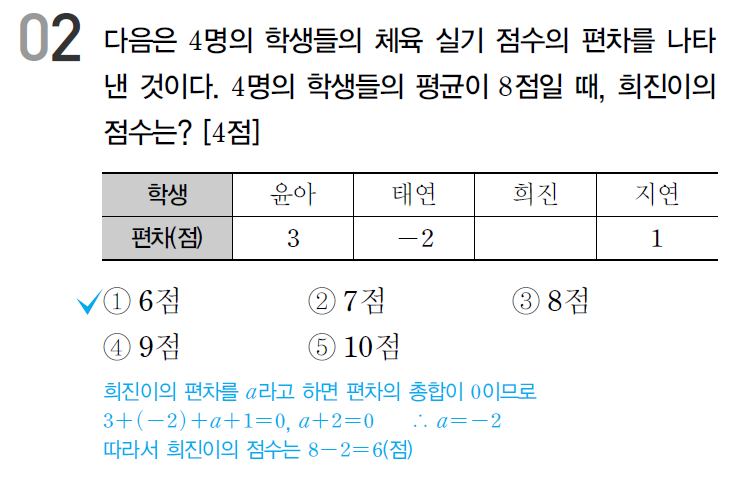 02
다음은 4명의 학생들의 체육 실기 점수의 편차를 나타
낸 것이다. 4명의 학생들의 평균이 8점일 때, 희진이의
점수는? [4점]
학생 윤아 태연 희진 지연
편차(점) 3 -2 1
① 6점 ② 7점 ③ 8점
④ 9점 ⑤ 10점
희진이의 편차를 a라고 하면 편차의 총합이 0이므로
3+(-2)+a+1=0, a+2=0 ∴ a=-2
따라서 희진이의 점수는 8-2=6(점)